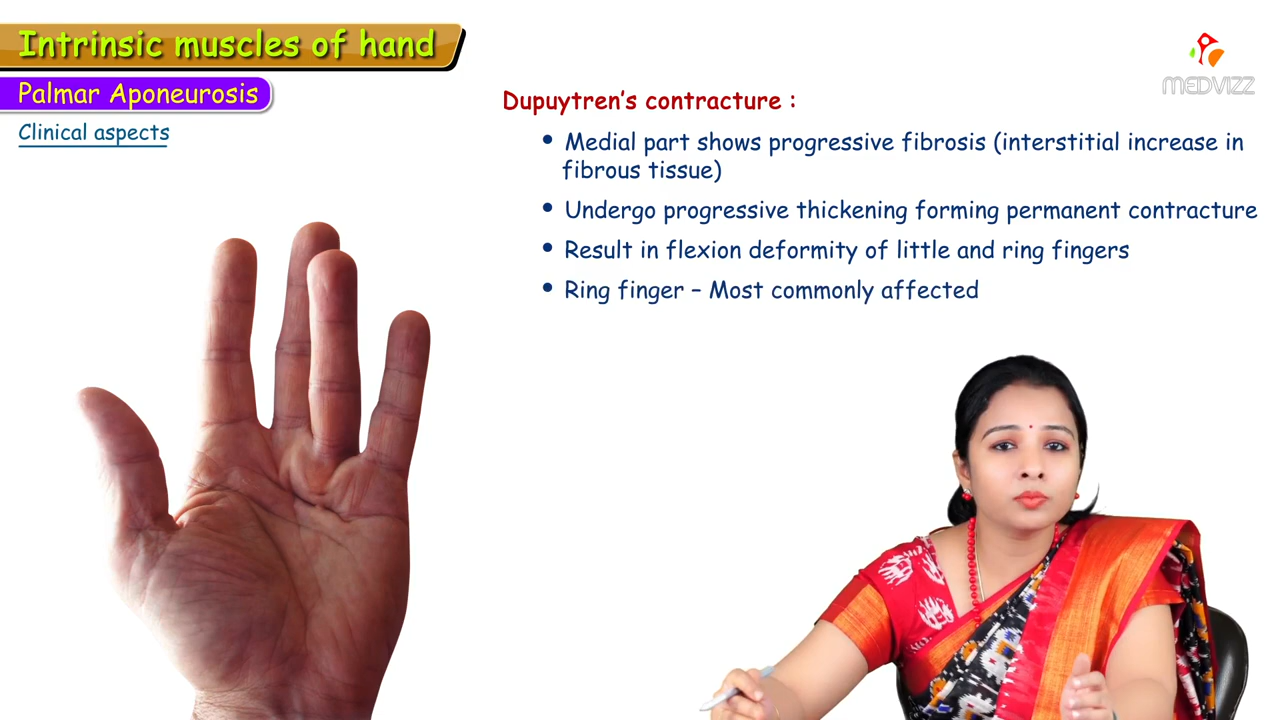 Intrinsic muscles of hand
Palmar Aponeurosis
Clinical aspects
MEDVIZZ
Dupuytren’s contracture :
• Medial part shows progressive fibrosis (interstitial increase in
fibrous tissue)
• Undergo progressive thickening forming permanent contracture
• Result in flexion deformity of little and ring fingers
• Ring finger – Most commonly affected